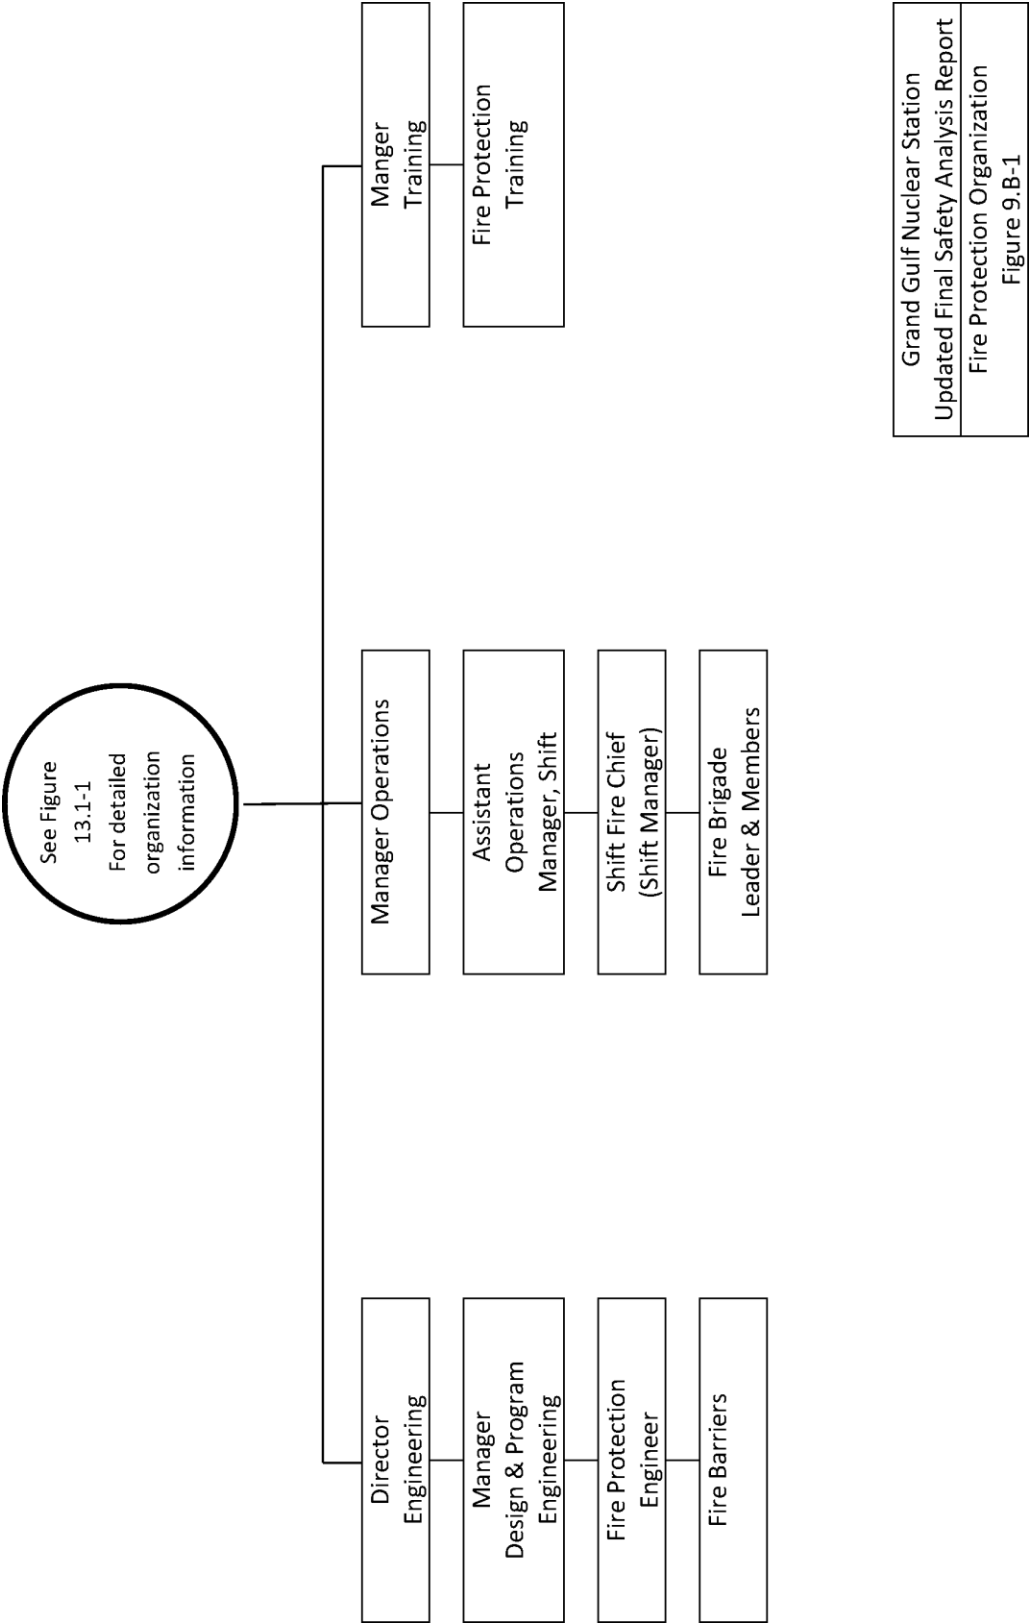 See Figure
13.1-1
For detailed
organization
information
Director
Engineering
Manager
Design & Program
Engineering
Fire Protection
Engineer
Fire Barriers
Manager Operations
Assistant
Operations
Manager, Shift
Shift Fire Chief
(Shift Manager)
Fire Brigade
Leader & Members
Manger
Training
Fire Protection
Training
Grand Gulf Nuclear Station
Updated Final Safety Analysis Report
Fire Protection Organization
Figure 9.B-1